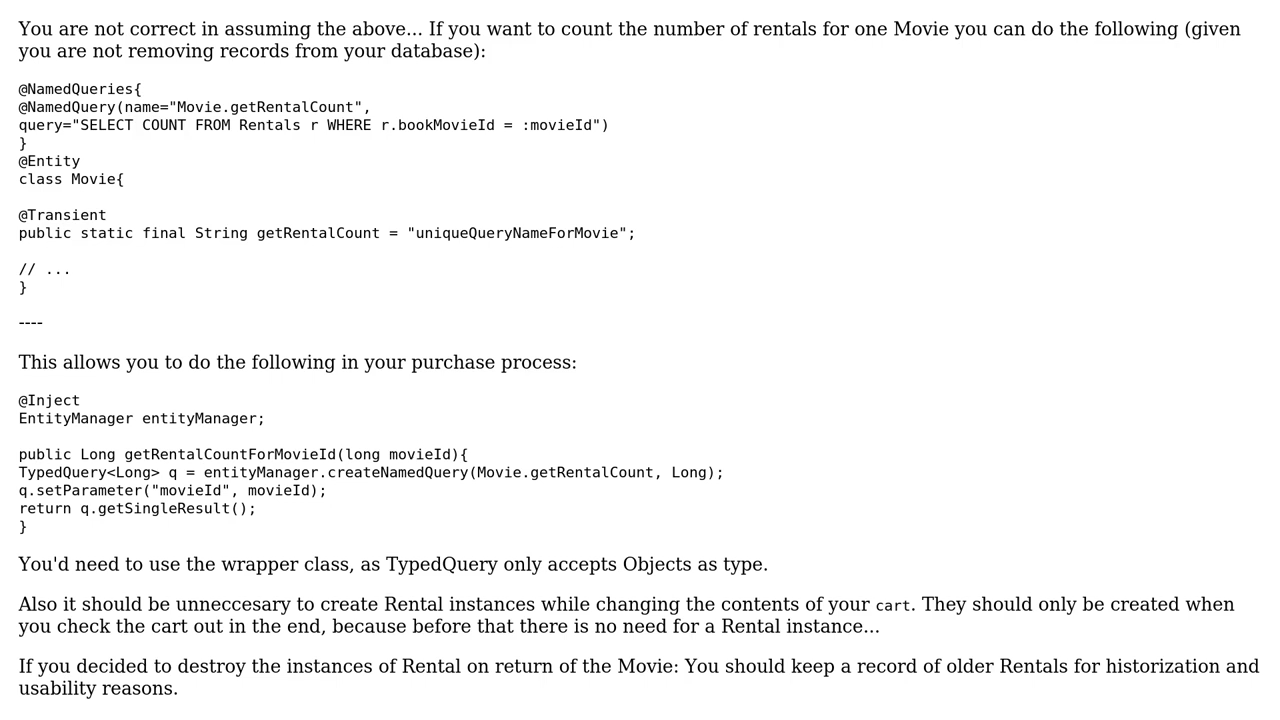 You are not correct in assuming the above... If you want to count the number of rentals for one Movie you can do the following (given
you are not removing records from your database):
@NamedQueries{
@NamedQuery(name="Movie.getRentalCount",
query="SELECT COUNT FROM Rentals r WHERE r.bookMovieId = :movieId")
}
@Entity
class Movie{
@Transient
public static final String getRentalCount = "uniqueQueryNameForMovie";
// ...
}
----
This allows you to do the following in your purchase process:
@Inject
EntityManager entityManager;
public Long getRentalCountForMovieId(long movieId){
TypedQuery<Long> q = entityManager.createNamedQuery(Movie.getRentalCount, Long);
q.setParameter("movieId", movieId);
return q.getSingleResult();
}
You'd need to use the wrapper class, as TypedQuery only accepts Objects as type.
Also it should be unneccesary to create Rental instances while changing the contents of your cart. They should only be created when
you check the cart out in the end, because before that there is no need for a Rental instance...
If you decided to destroy the instances of Rental on return of the Movie: You should keep a record of older Rentals for historization and
usability reasons.